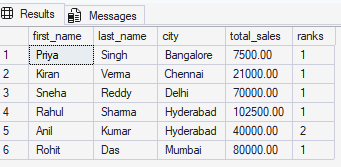 Results Messages
first_name last_name city total_sales ranks
1 Priya Singh Bangalore 7500.00 1
2 Kiran Verma Chennai 21000.00 1
3 Sneha Reddy Delhi 70000.00 1
4 Rahul Sharma Hyderabad 102500.00 1
5 Anil Kumar Hyderabad 40000.00 2
6 Rohit Das Mumbai 80000.00 1